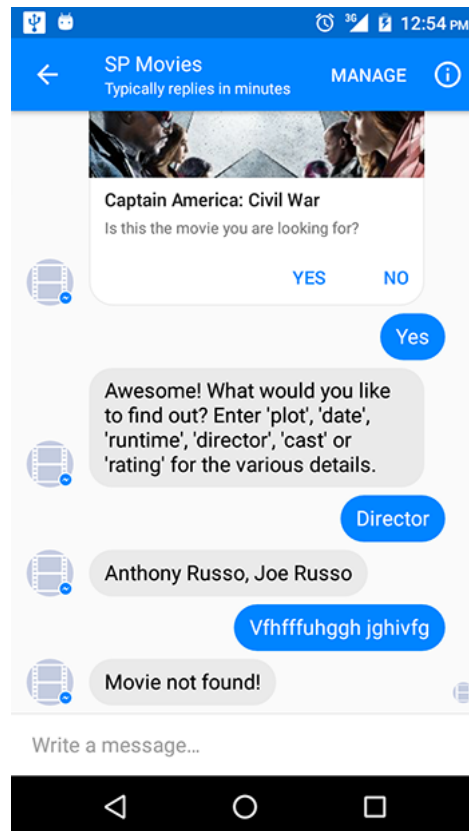 3G 12:54 PM
SP Movies
MANAGE
Typically replies in minutes
Captain America: Civil War
Is this the movie you are looking for?
YES NO
Yes
Awesome! What would you like
to find out? Enter 'plot', 'date',
'runtime', 'director', 'cast' or
'rating' for the various details.
Director
Anthony Russo, Joe Russo
Vfhfffuhggh jghivfg
Movie not found!
Write a message...